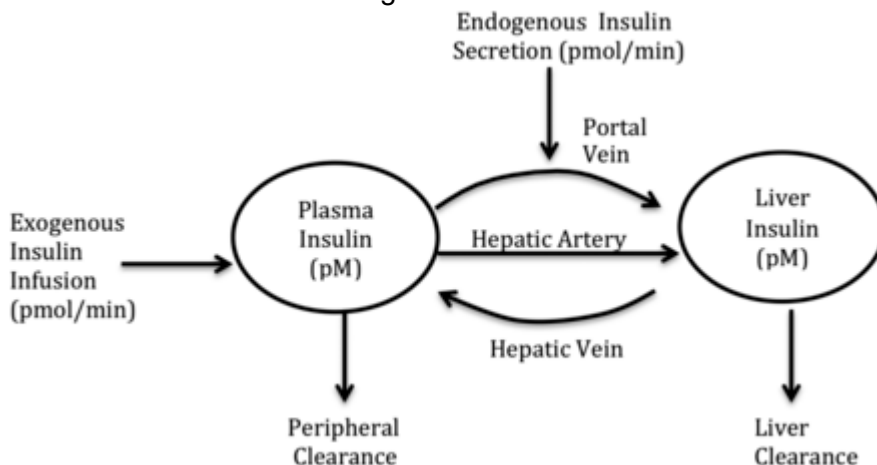 Endogenous Insulin
Secretion (pmol/min)
Portal
Vein
Exogenous
Insulin
Infusion
(pmol/min)
Plasma
Insulin
(pM)
Hepatic Artery
Liver
Insulin
(pM)
Hepatic Vein
Peripheral
Clearance
Liver
Clearance